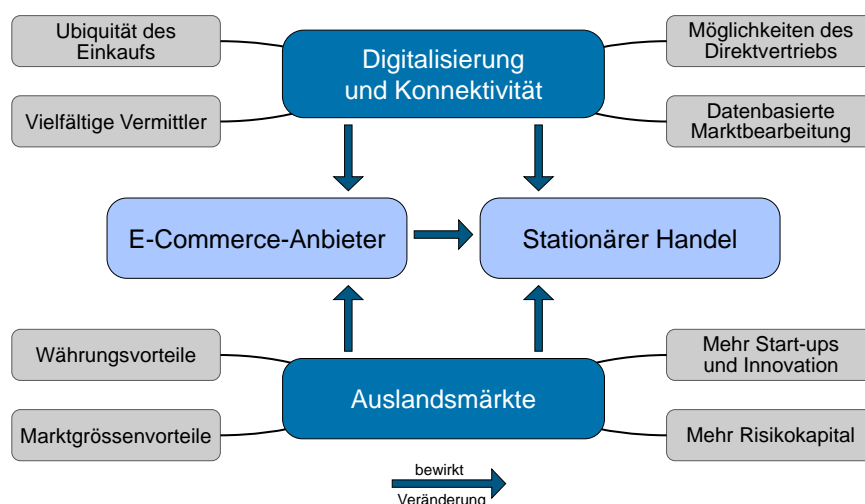 Ubiquität des
Einkaufs
Digitalisierung
und Konnektivität
Möglichkeiten des
Direktvertriebs
Vielfältige Vermittler
Datenbasierte
Marktbearbeitung
E-Commerce-Anbieter
Stationärer Handel
Währungsvorteile
Mehr Start-ups
und Innovation
Auslandsmärkte
Marktgrössenvorteile
Mehr Risikokapital
bewirkt
Veränderung